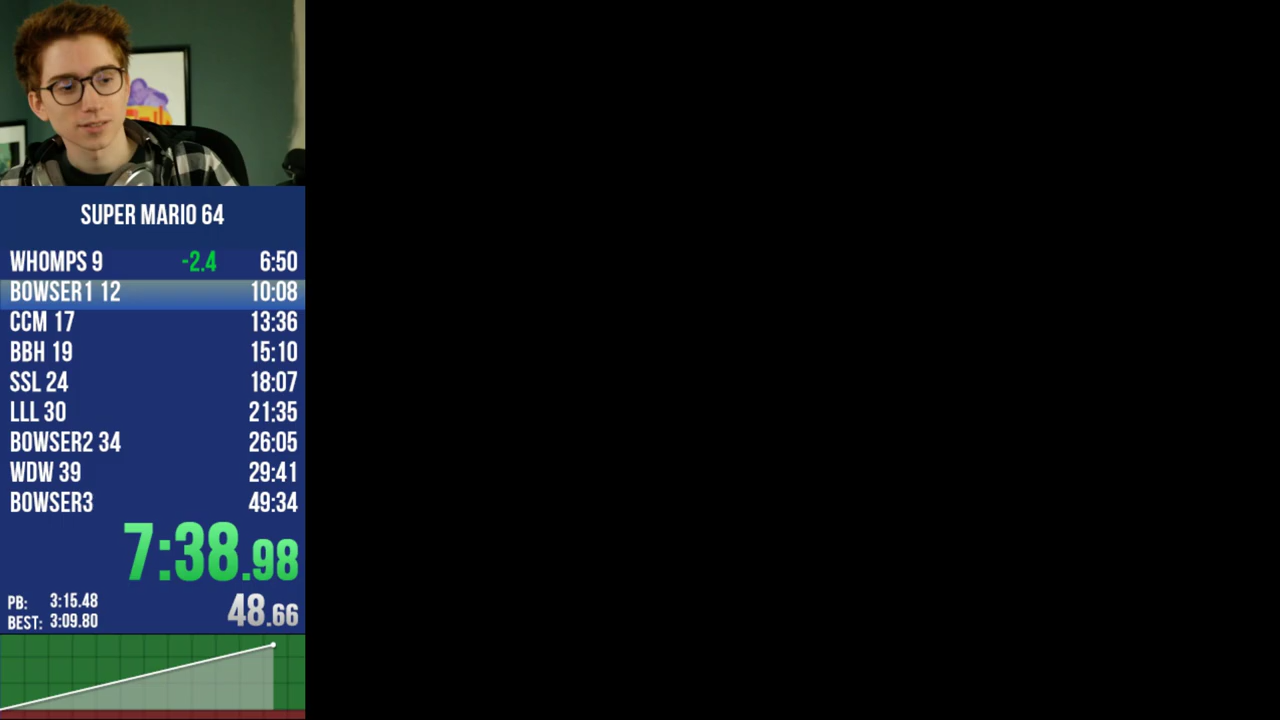 SUPER MARIO 64
WHOMPS 9 -2.4 6:50
BOWSER1 12 10:08
CCM 17 13:36
BBH 19 15:10
SSL 24 18:07
LLL 30 21:35
BOWSER2 34 26:05
WDW 39 29:41
BOWSER3 49:34
7:38.98
PB: 3:15.48 48.66
BEST: 3:09.80